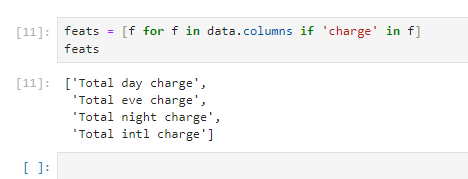 [11]: feats = [f for f in data.columns if 'charge' in f]
feats
[11]: ['Total day charge',
'Total eve charge',
'Total night charge',
'Total intl charge']
[ ]: